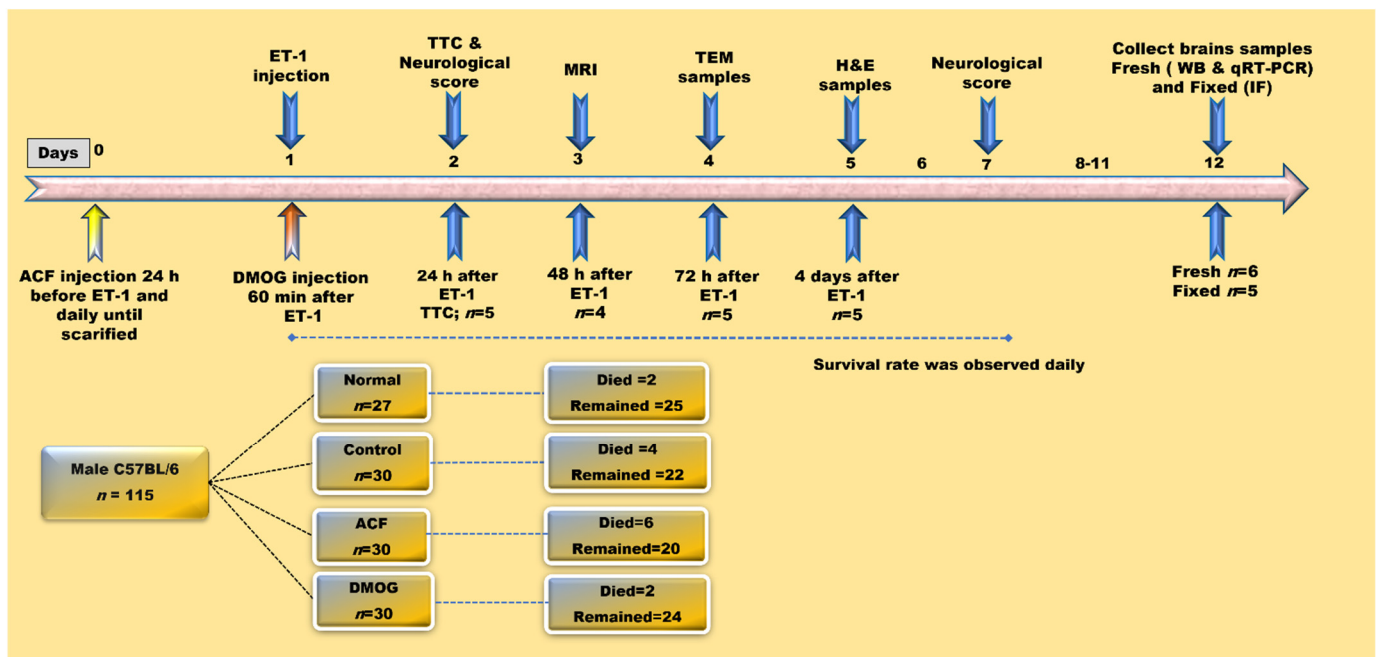 ET-1
injection
TTC &
Neurological
score
MRI
TEM
samples
H&E
samples
Neurological
score
Collect brains samples
Fresh ( WB & qRT-PCR)
and Fixed (IF)
Days 0
1
2
3
4
5
6
7
8-11
12
ACF injection 24 h
before ET-1 and
daily until
scarified
DMOG injection
60 min after
ET-1
24 h after
ET-1
TTC; n=5
48 h after
ET-1
n=4
72 h after
ET-1
n=5
4 days after
ET-1
n=5
Fresh n=6
Fixed n=5
Survival rate was observed daily
Male C57BL/6
n = 115
Normal
n=27
Died =2
Remained =25
Control
n=30
Died =4
Remained =22
ACF
n=30
Died=6
Remained=20
DMOG
n=30
Died=2
Remained=24